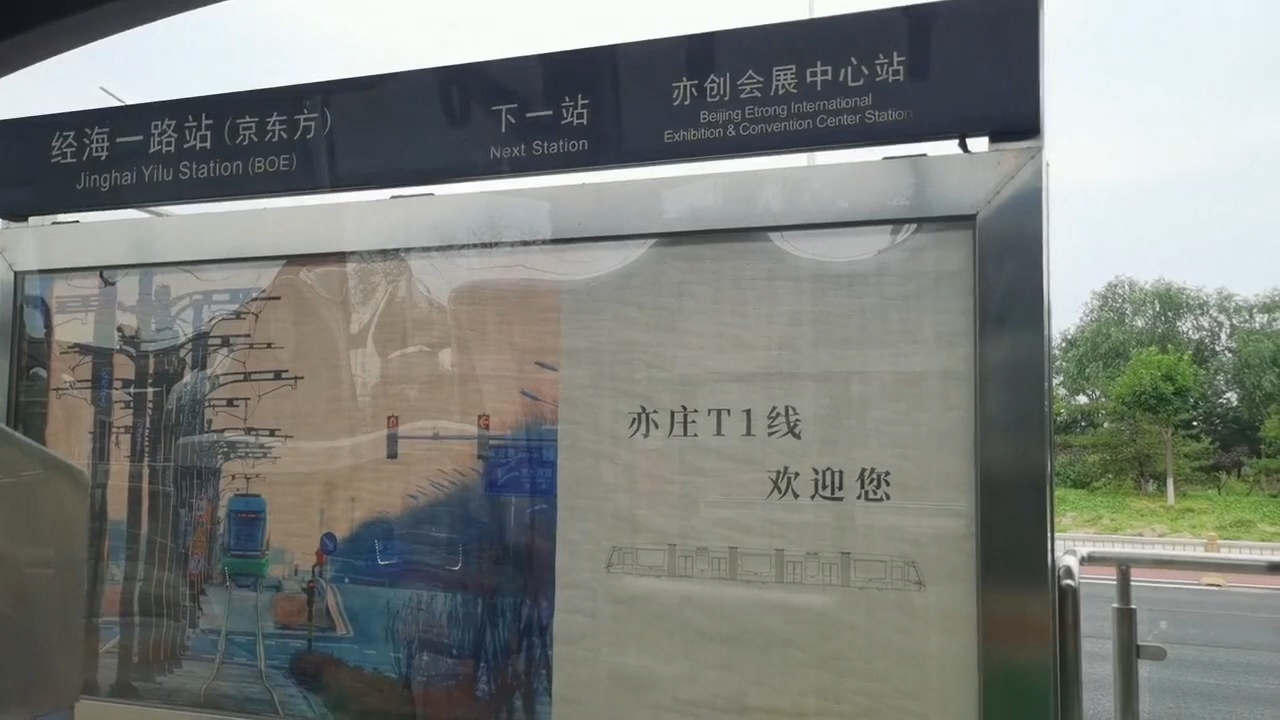 经海一路站(京东方)
Jinghai Yilu Station (BOE)
下一站
Next Station
亦创会展中心站
Beijing Etrong International
Exhibition & Convention Center Station
亦庄T1线
欢迎您